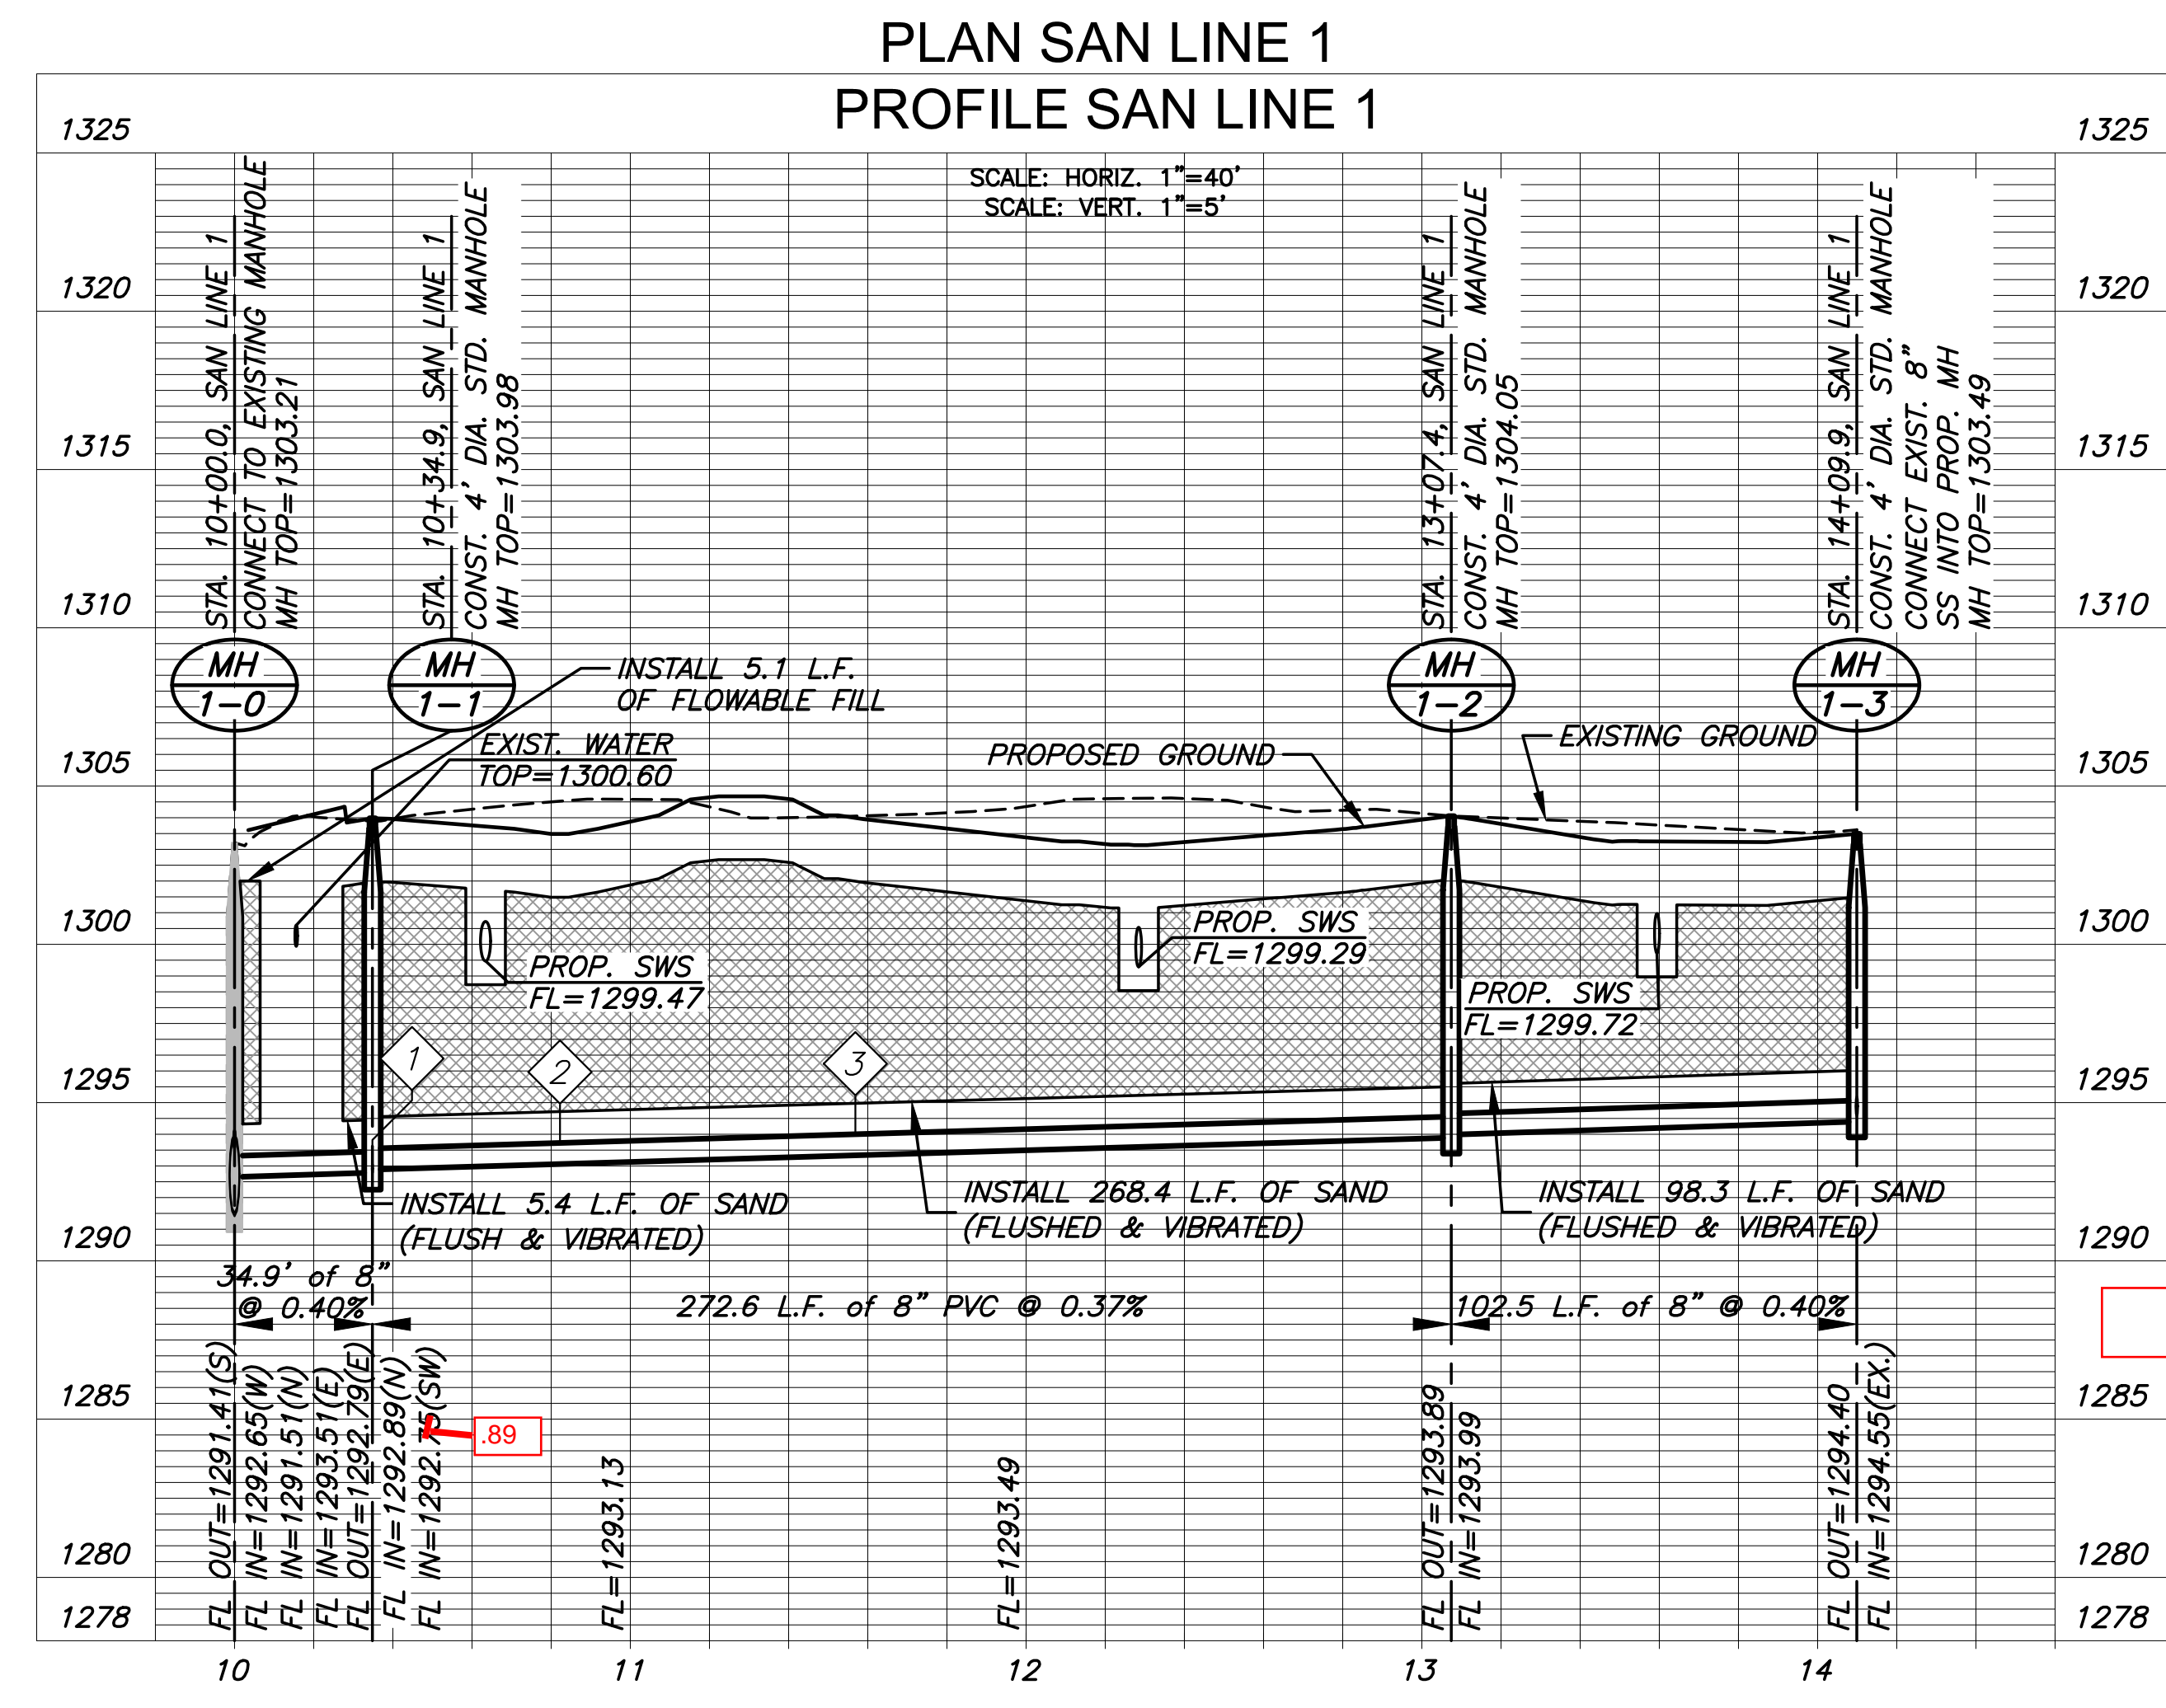 PLAN SAN LINE 1
PROFILE SAN LINE 1
SCALE: HORIZ. 1"=40'
SCALE: VERT. 1"=5'
1325
1320
1315
1310
1305
1300
1295
1290
1285
1280
1278
1325
1320
1315
1310
1305
1300
1295
1290
1285
1280
1278
STA. 10+00.0, SAN LINE 1
CONNECT TO EXISTING MANHOLE
MH TOP=1303.21
STA. 10+34.9, SAN LINE 1
CONST. 4' DIA. STD. MANHOLE
MH TOP=1303.98
STA. 13+07.4, SAN LINE 1
CONST. 4' DIA. STD. MANHOLE
MH TOP=1304.05
STA. 14+09.9, SAN LINE 1
CONST. 4' DIA. STD. MANHOLE
CONNECT EXIST. 8"
SS INTO PROP. MH
MH TOP=1303.49
MH
1-0
MH
1-1
MH
1-2
MH
1-3
INSTALL 5.1 L.F.
OF FLOWABLE FILL
EXIST. WATER
TOP=1300.60
PROPOSED GROUND
EXISTING GROUND
PROP. SWS
FL=1299.47
PROP. SWS
FL=1299.29
PROP. SWS
FL=1299.72
1
2
3
INSTALL 5.4 L.F. OF SAND
(FLUSH & VIBRATED)
INSTALL 268.4 L.F. OF SAND
(FLUSHED & VIBRATED)
INSTALL 98.3 L.F. OF SAND
(FLUSHED & VIBRATED)
34.9' of 8"
@ 0.40%
272.6 L.F. of 8" PVC @ 0.37%
102.5 L.F. of 8" @ 0.40%
FL OUT=1291.41(S)
FL IN=1292.65(W)
FL IN=1291.51(N)
FL IN=1293.51(E)
FL OUT=1292.79(E)
FL IN=1292.89(N)
FL IN=1292.75(SW)
.89
FL=1293.13
FL=1293.49
FL OUT=1293.89
FL IN=1293.99
FL OUT=1294.40
FL IN=1294.55(EX.)
10
11
12
13
14